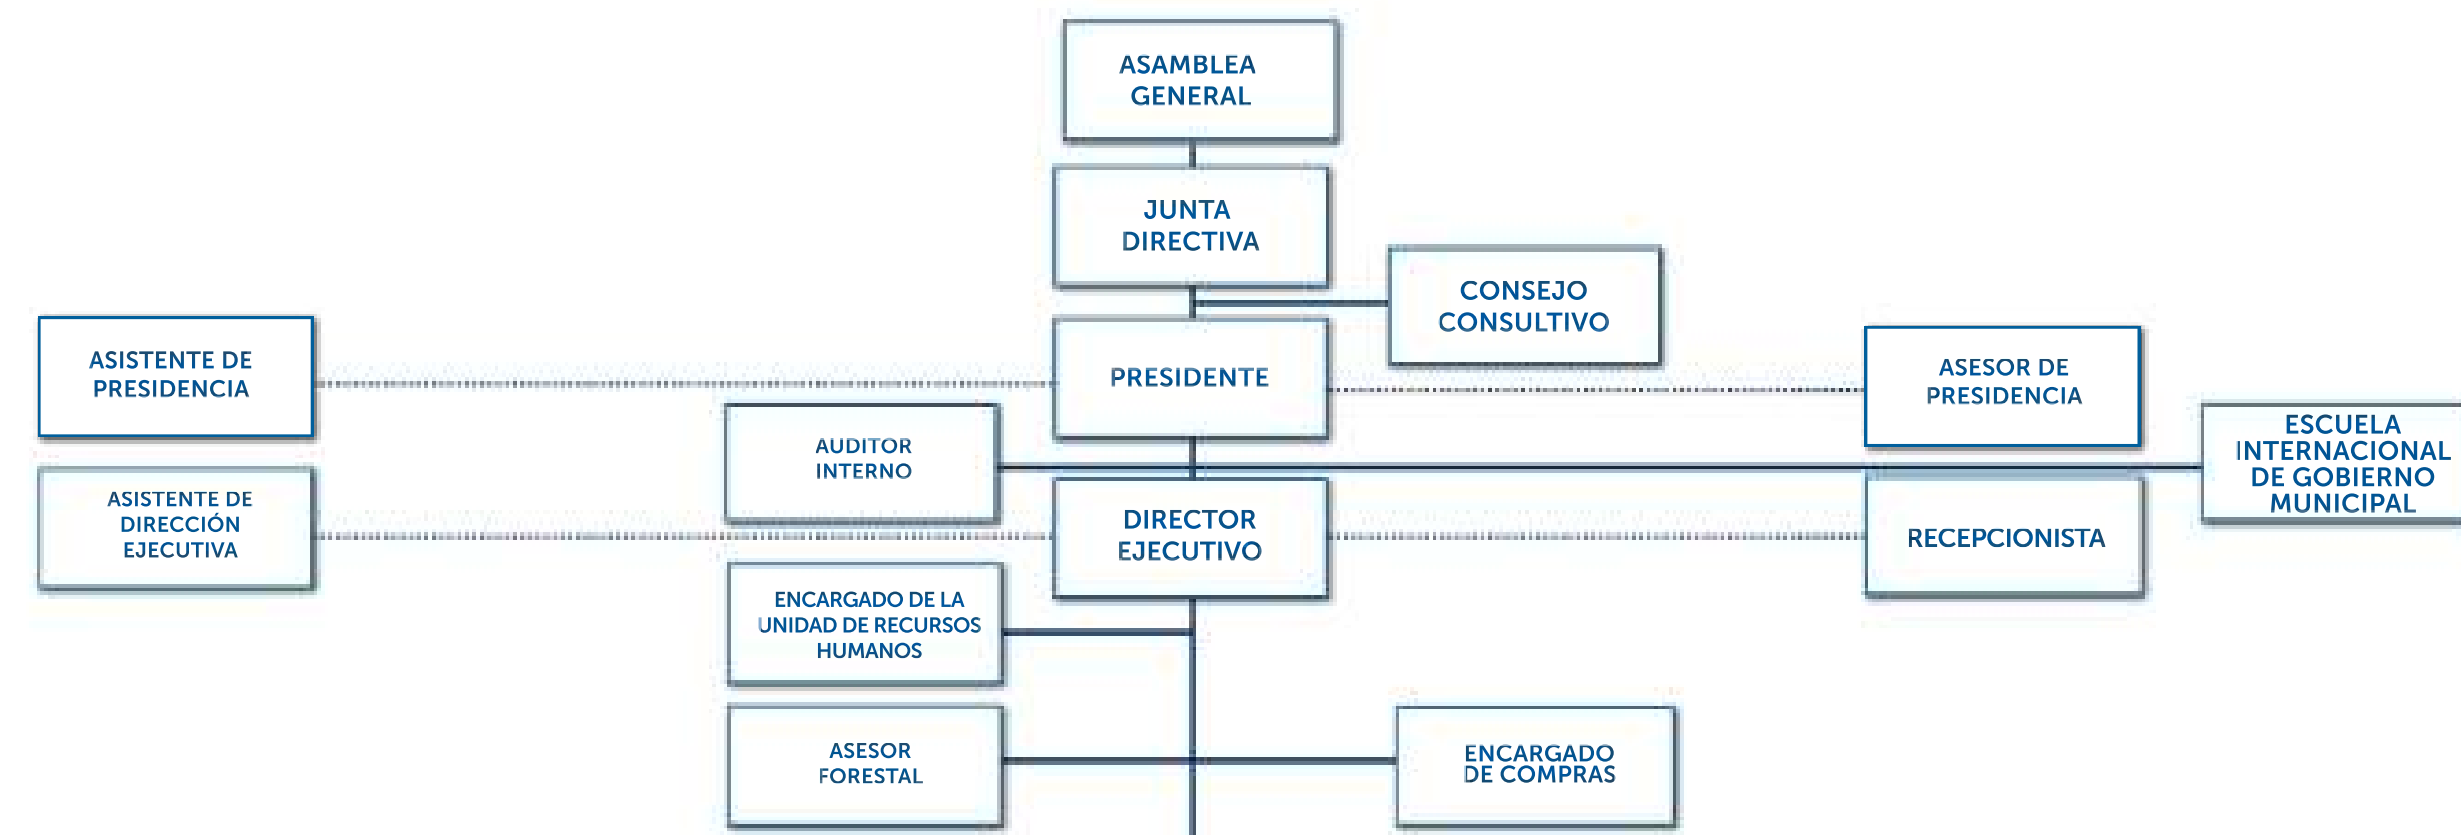 ASAMBLEA
GENERAL
JUNTA
DIRECTIVA
CONSEJO
CONSULTIVO
ASISTENTE DE
PRESIDENCIA
PRESIDENTE
ASESOR DE
PRESIDENCIA
AUDITOR
INTERNO
ESCUELA
INTERNACIONAL
DE GOBIERNO
MUNICIPAL
ASISTENTE DE
DIRECCIÓN
EJECUTIVA
DIRECTOR
EJECUTIVO
RECEPCIONISTA
ENCARGADO DE LA
UNIDAD DE RECURSOS
HUMANOS
ASESOR
FORESTAL
ENCARGADO
DE COMPRAS